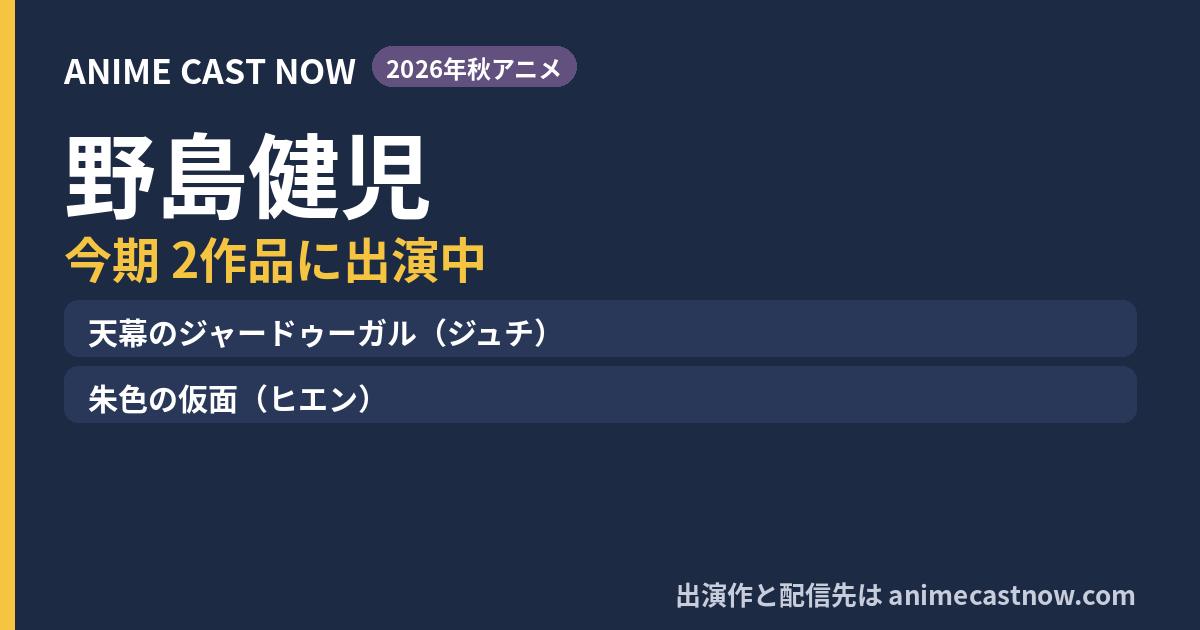 ANIME CAST NOW 2026年秋アニメ
野島健児
今期 2作品に出演中
天幕のジャードゥーガル（ジュチ）
朱色の仮面（ヒエン）
出演作と配信先は animecastnow.com